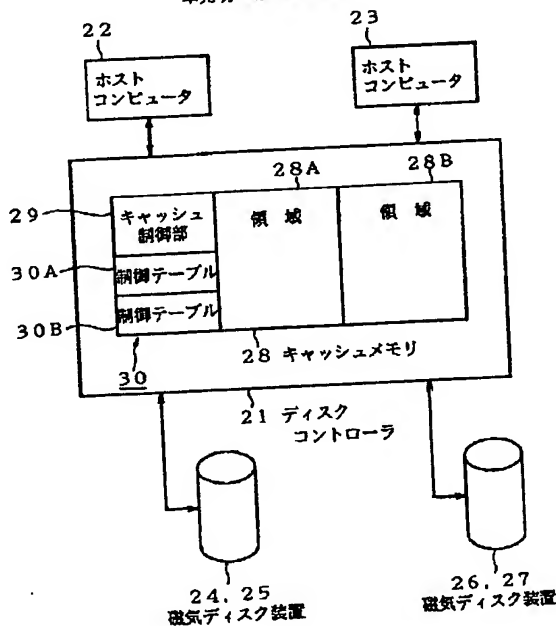 22
23
ホスト
コンピュータ
ホスト
コンピュータ
28A
28B
29
キャッシュ
制御部
領 域
領 域
30A
制御テーブル
30B
制御テーブル
30
28 キャッシュメモリ
21 ディスク
コントローラ
24, 25
磁気ディスク装置
26, 27
磁気ディスク装置